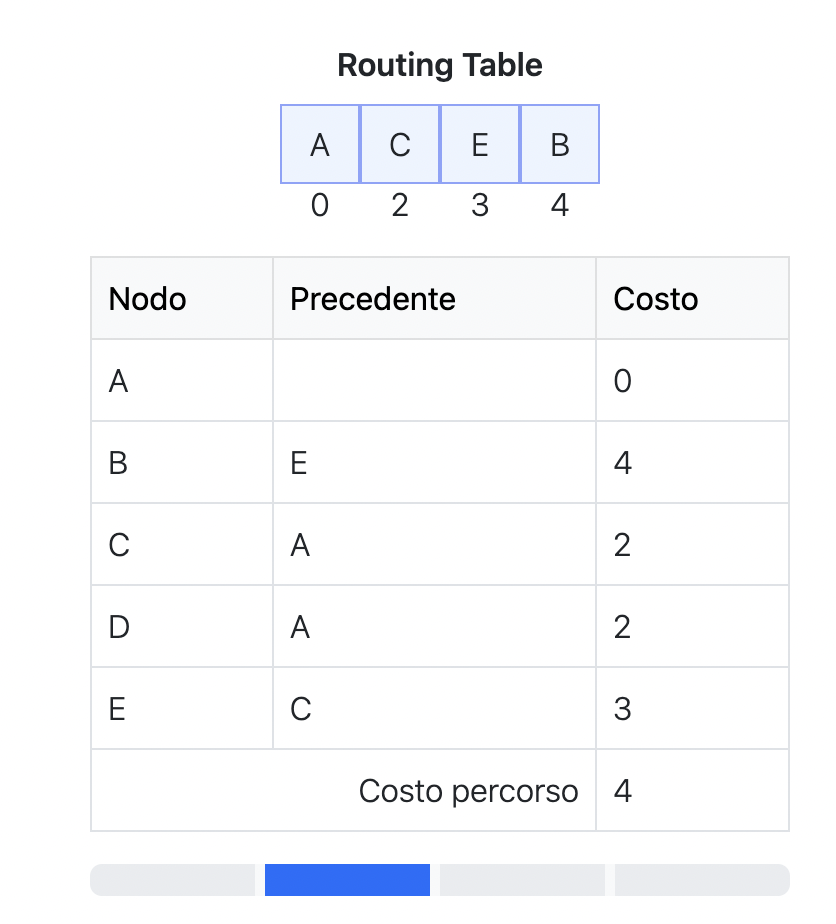 Routing Table
A C E B
0 2 3 4
Nodo Precedente Costo
A 0
B E 4
C A 2
D A 2
E C 3
Costo percorso 4